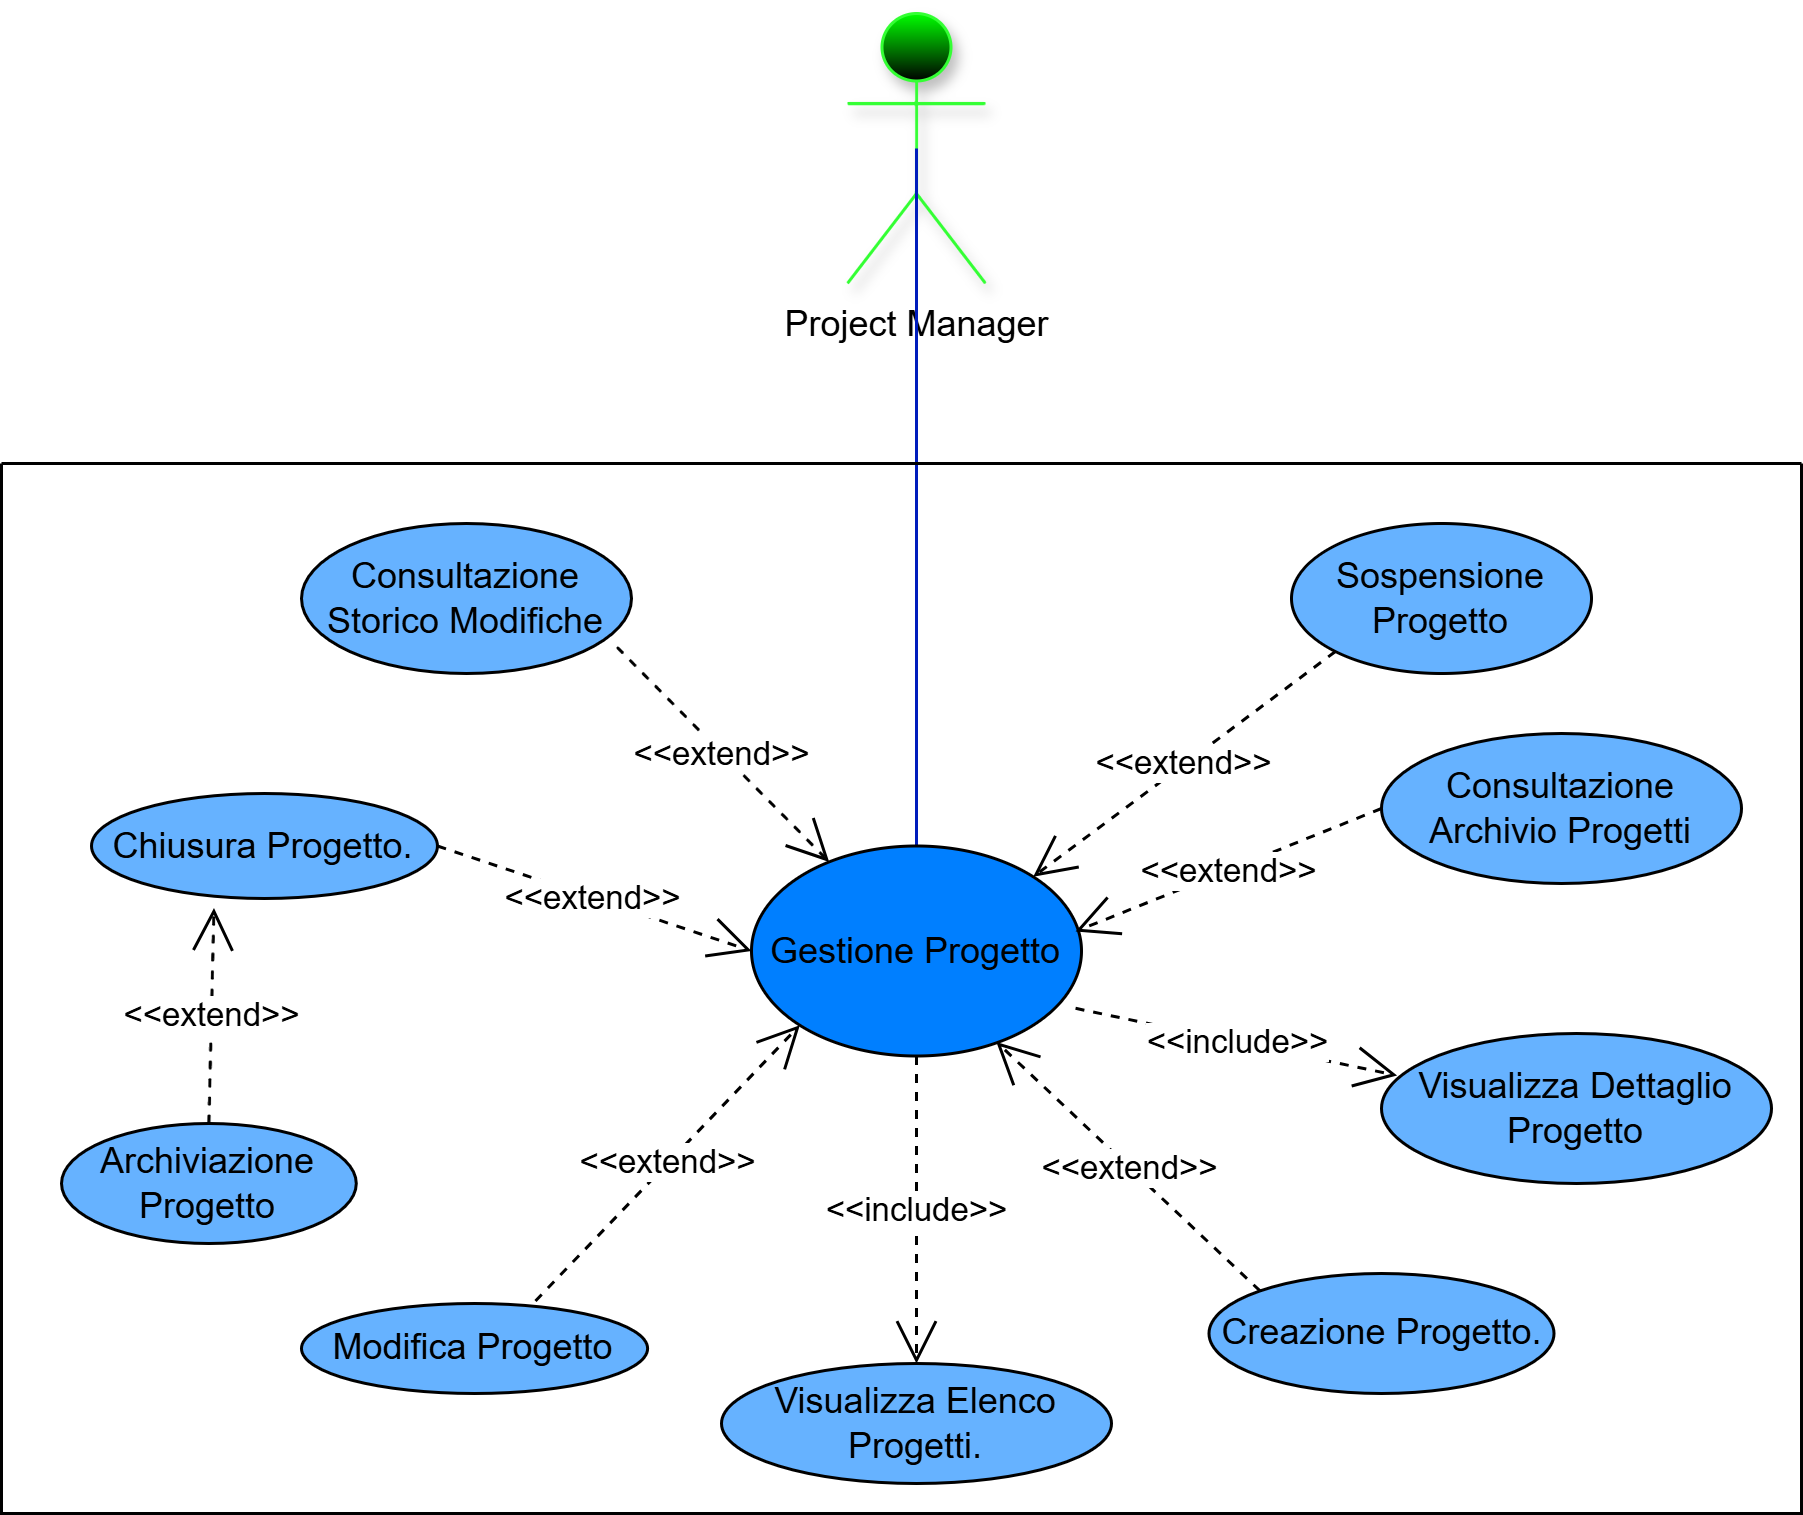 Project Manager
Consultazione
Storico Modifiche
Sospensione
Progetto
<<extend>>
<<extend>>
Consultazione
Archivio Progetti
Chiusura Progetto.
<<extend>>
<<extend>>
Gestione Progetto
<<extend>>
<<include>>
Visualizza Dettaglio
Progetto
Archiviazione
Progetto
<<extend>>
<<extend>>
<<include>>
Modifica Progetto
Creazione Progetto.
Visualizza Elenco
Progetti.